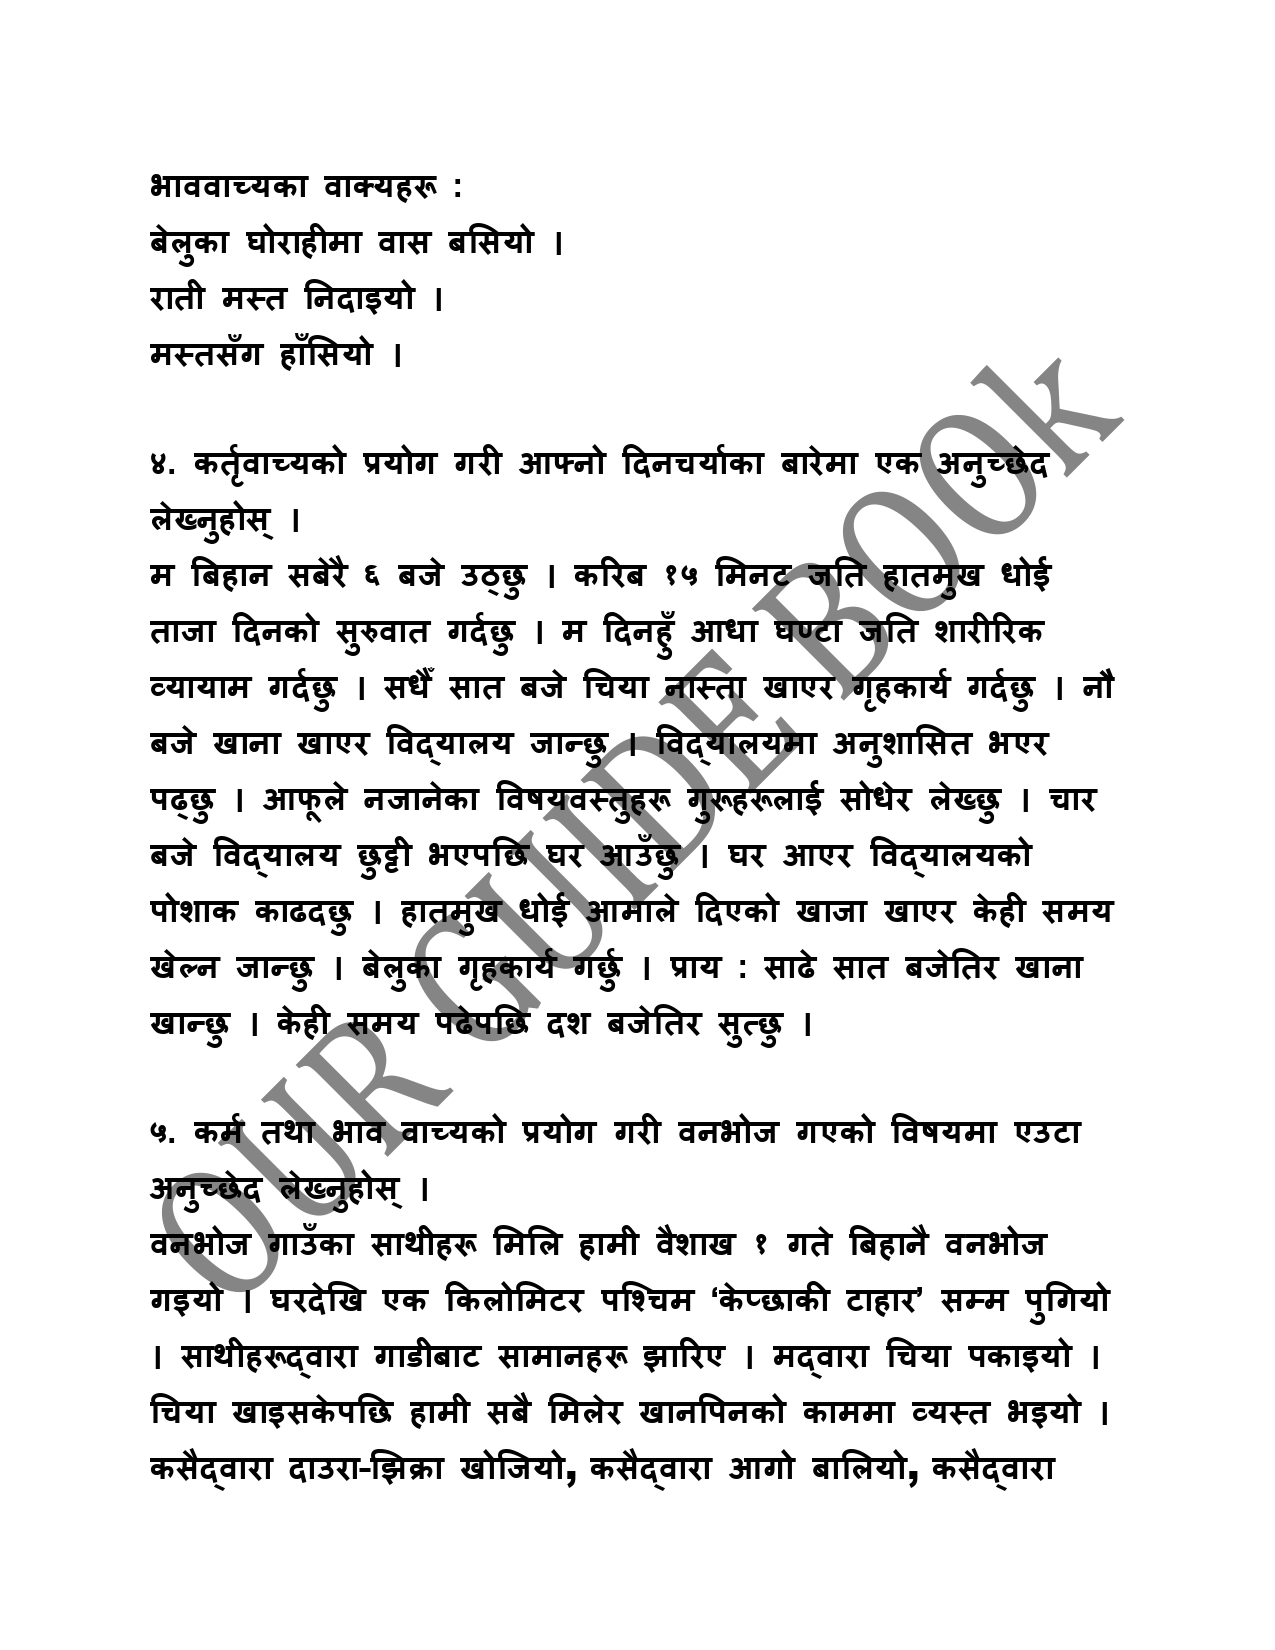 भाववाच्यका वाक्यहरू :
बेलुका घोराहीमा वास बसियो ।
राती मस्त निदाइयो ।
मस्तसँग हाँसियो ।
४. कर्तृवाच्यको प्रयोग गरी आफ्नो दिनचर्याका बारेमा एक अनुच्छेद
लेख्नुहोस् ।
म बिहान सबेरै ६ बजे उठ्छु । करिब १५ मिनट जति हातमुख धोई
ताजा दिनको सुरुवात गर्दछु । म दिनहुँ आधा घण्टा जति शारीरिक
व्यायाम गर्दछु । सधैँ सात बजे चिया नास्ता खाएर गृहकार्य गर्दछु । नौ
बजे खाना खाएर विद्‌यालय जान्छु । विद्‌यालयमा अनुशासित भएर
पढ्छु । आफूले नजानेका विषयवस्तुहरू गुरूहरूलाई सोधेर लेख्छु । चार
बजे विद्‌यालय छुट्टी भएपछि घर आउँछु । घर आएर विद्‌यालयको
पोशाक काढदछु । हातमुख धोई आमाले दिएको खाजा खाएर केही समय
खेल्न जान्छु । बेलुका गृहकार्य गर्छु । प्राय : साढे सात बजेतिर खाना
खान्छु । केही समय पढेपछि दश बजेतिर सुत्छु ।
५. कर्म तथा भाव वाच्यको प्रयोग गरी वनभोज गएको विषयमा एउटा
अनुच्छेद लेख्नुहोस् ।
वनभोज गाउँका साथीहरू मिलि हामी वैशाख १ गते बिहानै वनभोज
गइयो । घरदेखि एक किलोमिटर पश्चिम ‘केप्छाकी टाहार’ सम्म पुगियो
। साथीहरूद्‌वारा गाडीबाट सामानहरू झारिए । मद्‌वारा चिया पकाइयो ।
चिया खाइसकेपछि हामी सबै मिलेर खानपिनको काममा व्यस्त भइयो ।
कसैद्‌वारा दाउरा-झिक्रा खोजियो, कसैद्‌वारा आगो बालियो, कसैद्‌वारा
OUR GUIDE BOOk